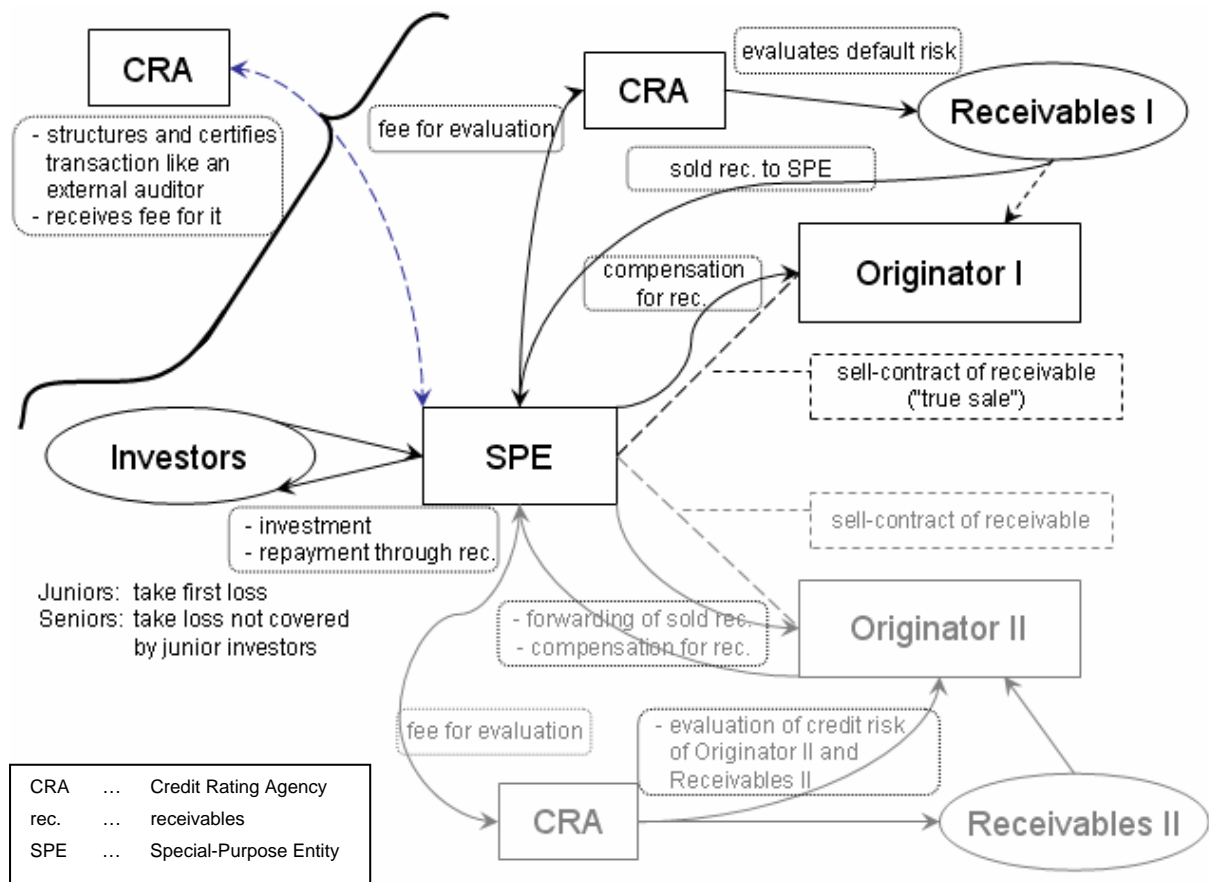 CRA
- structures and certifies
transaction like an
external auditor
- receives fee for it
CRA
evaluates default risk
Receivables I
fee for evaluation
sold rec. to SPE
Originator I
compensation
for rec.
sell-contract of receivable
("true sale")
Investors
SPE
- investment
- repayment through rec.
sell-contract of receivable
Juniors: take first loss
Seniors: take loss not covered
by junior investors
- forwarding of sold rec.
- compensation for rec.
Originator II
fee for evaluation
- evaluation of credit risk
of Originator II and
Receivables II
CRA
Receivables II
CRA ... Credit Rating Agency
rec. ... receivables
SPE ... Special-Purpose Entity